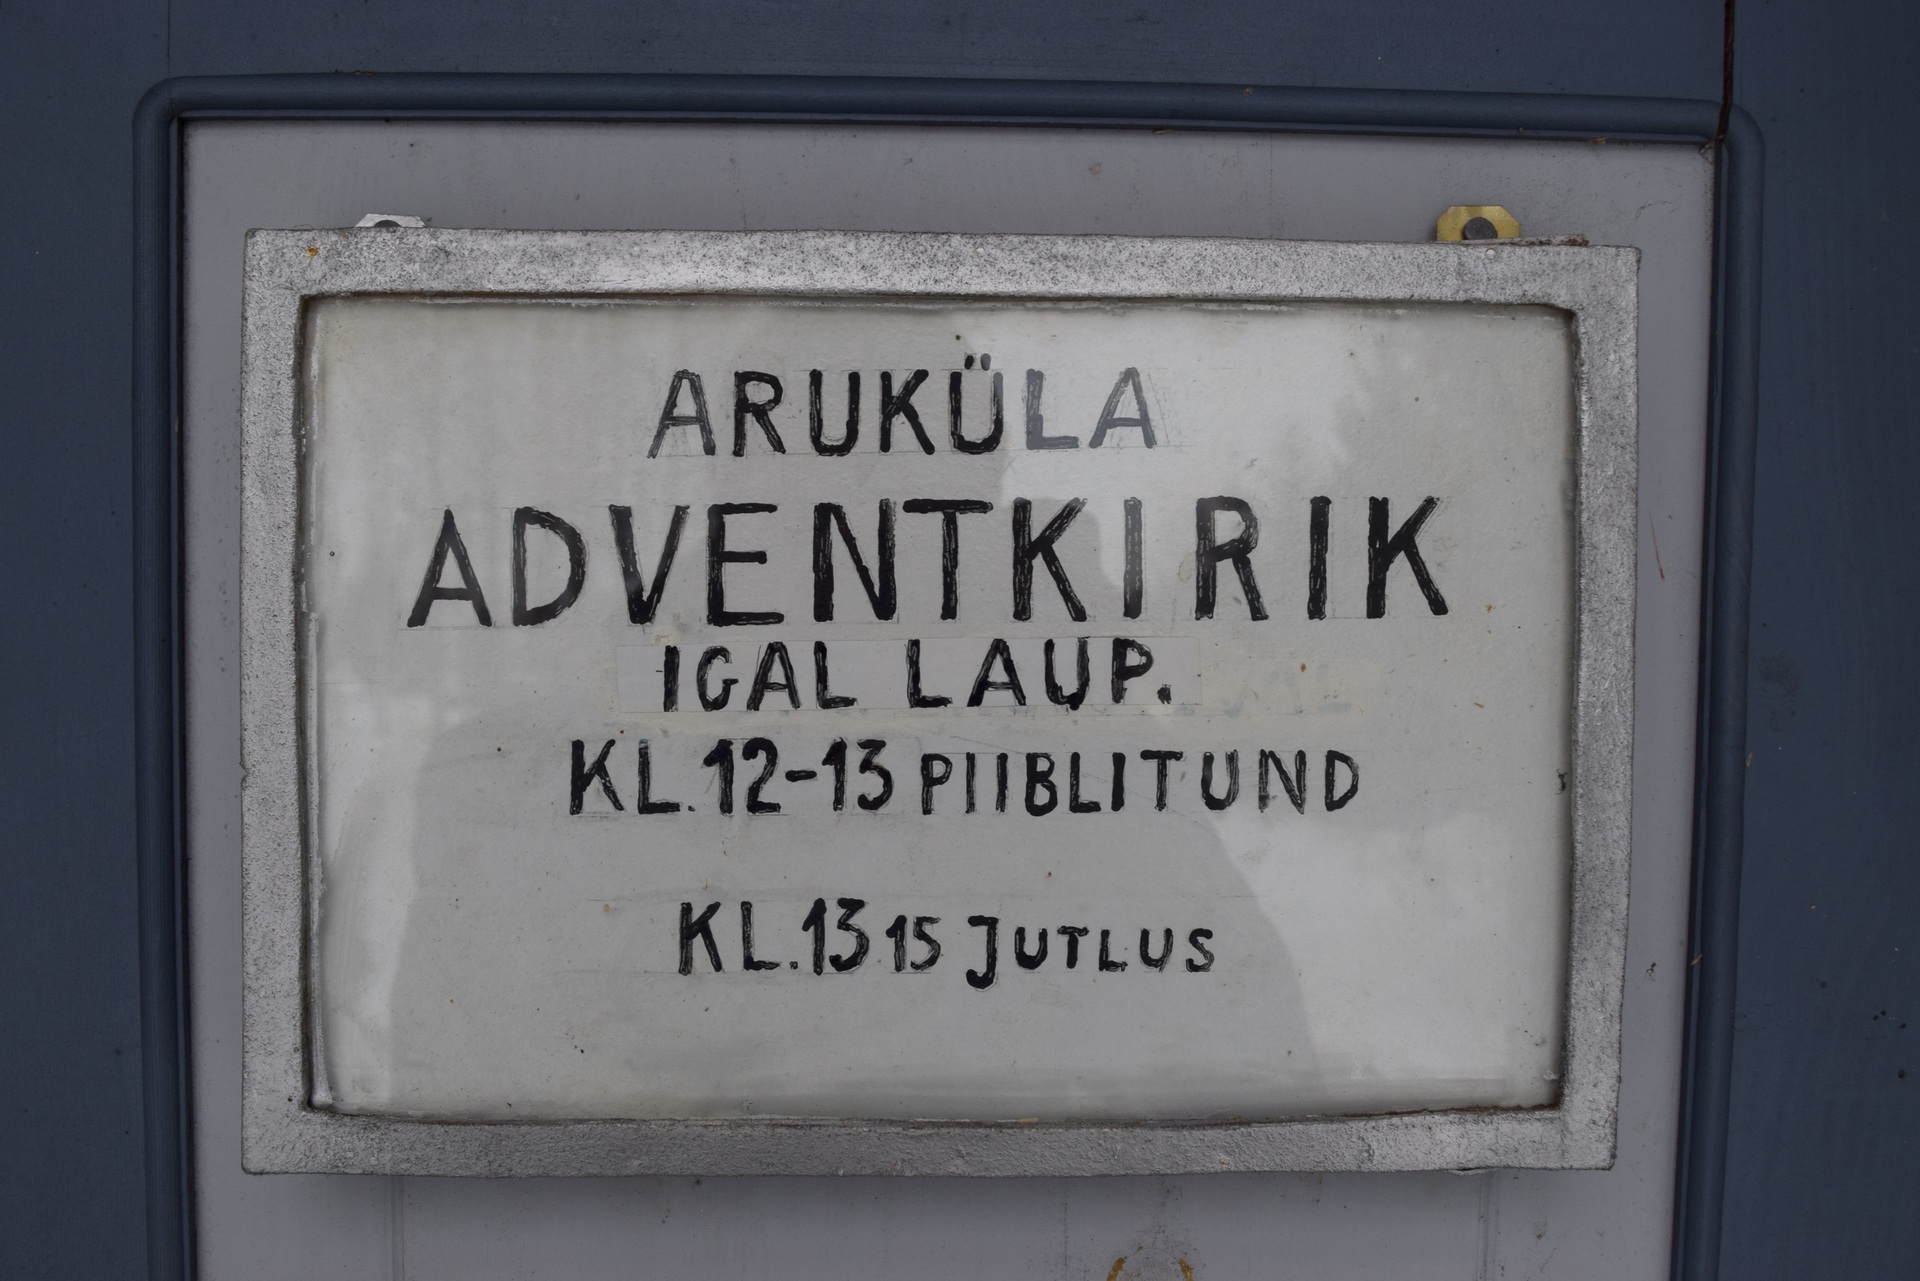 ARUKÜLA
ADVENTKIRIK
IGAL LAUP.
KL.12-13 PIIBLITUND
KL.13 15 JUTLUS